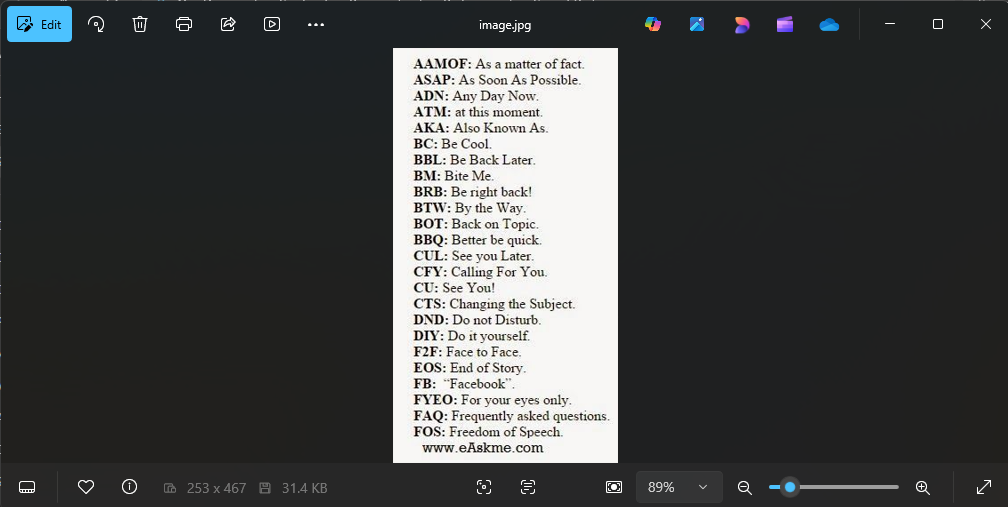 Edit
image.jpg
AAMOF: As a matter of fact.
ASAP: As Soon As Possible.
ADN: Any Day Now.
ATM: at this moment.
AKA: Also Known As.
BC: Be Cool.
BBL: Be Back Later.
BM: Bite Me.
BRB: Be right back!
BTW: By the Way.
BOT: Back on Topic.
BBQ: Better be quick.
CUL: See you Later.
CFY: Calling For You.
CU: See You!
CTS: Changing the Subject.
DND: Do not Disturb.
DIY: Do it yourself.
F2F: Face to Face.
EOS: End of Story.
FB: “Facebook”.
FYEO: For your eyes only.
FAQ: Frequently asked questions.
FOS: Freedom of Speech.
www.eAskme.com
253 x 467 31.4 KB 89%